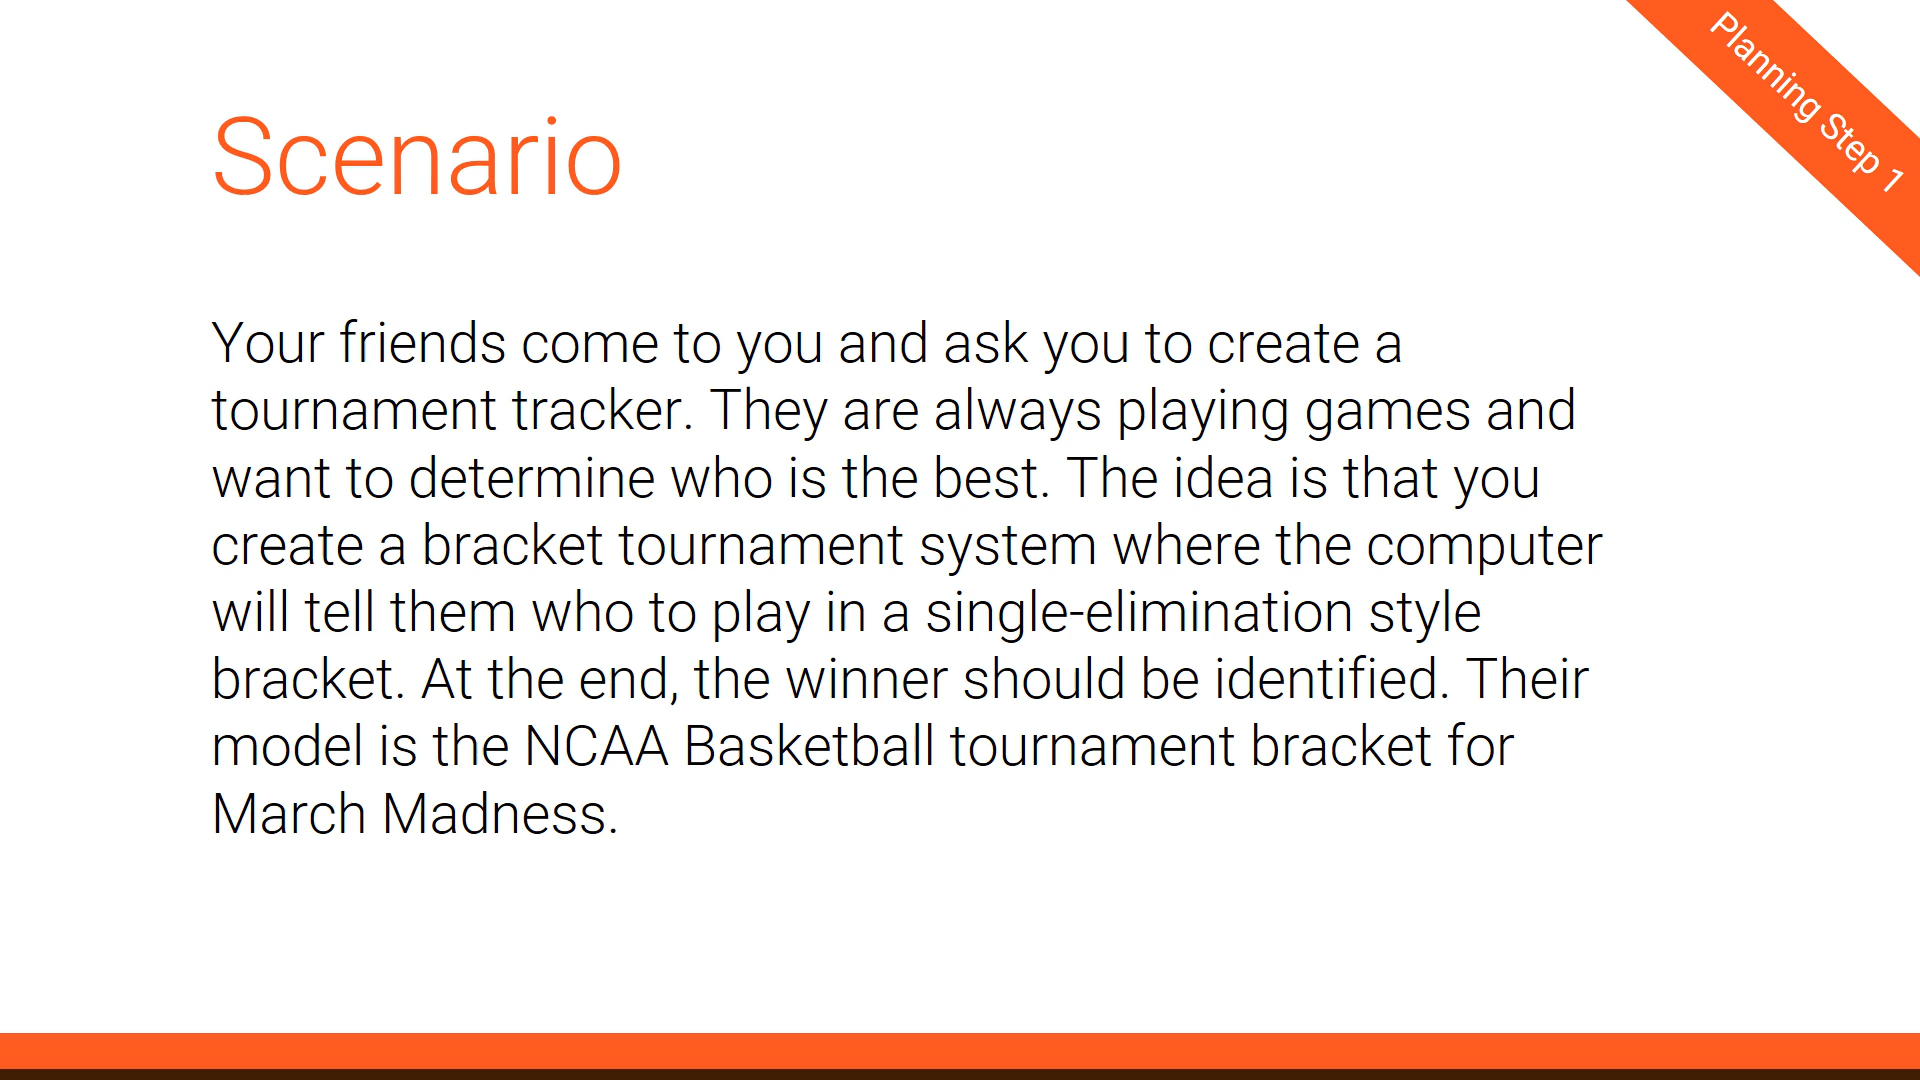 Planning Step 1
Scenario
Your friends come to you and ask you to create a
tournament tracker. They are always playing games and
want to determine who is the best. The idea is that you
create a bracket tournament system where the computer
will tell them who to play in a single-elimination style
bracket. At the end, the winner should be identified. Their
model is the NCAA Basketball tournament bracket for
March Madness.